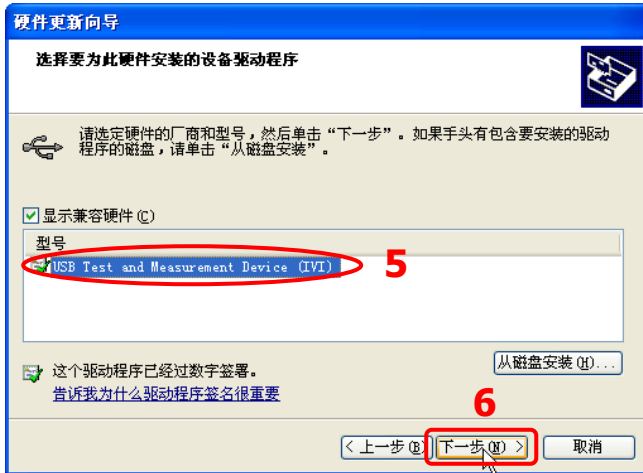 硬件更新向导
选择要为此硬件安装的设备驱动程序
请选定硬件的厂商和型号，然后单击“下一步”。如果手头有包含要安装的驱动
程序的磁盘，请单击“从磁盘安装”。
显示兼容硬件(C)
型号
USB Test and Measurement Device (IVI)
5
这个驱动程序已经过数字签署。
从磁盘安装(H)...
告诉我为什么驱动程序签名很重要
6
< 上一步(B) 下一步(N) > 取消